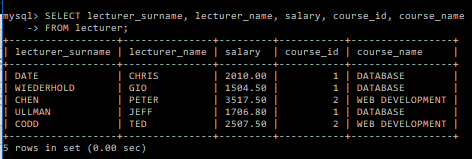 mysql> SELECT lecturer_surname, lecturer_name, salary, course_id, course_name
    -> FROM lecturer;
+------------------+---------------+---------+-----------+-----------------+
| lecturer_surname | lecturer_name | salary  | course_id | course_name     |
+------------------+---------------+---------+-----------+-----------------+
| DATE             | CHRIS         | 2010.00 |         1 | DATABASE        |
| WIEDERHOLD       | GIO           | 1504.50 |         1 | DATABASE        |
| CHEN             | PETER         | 3517.50 |         2 | WEB DEVELOPMENT |
| ULLMAN           | JEFF          | 1706.80 |         1 | DATABASE        |
| CODD             | TED           | 2507.50 |         2 | WEB DEVELOPMENT |
+------------------+---------------+---------+-----------+-----------------+
5 rows in set (0.00 sec)